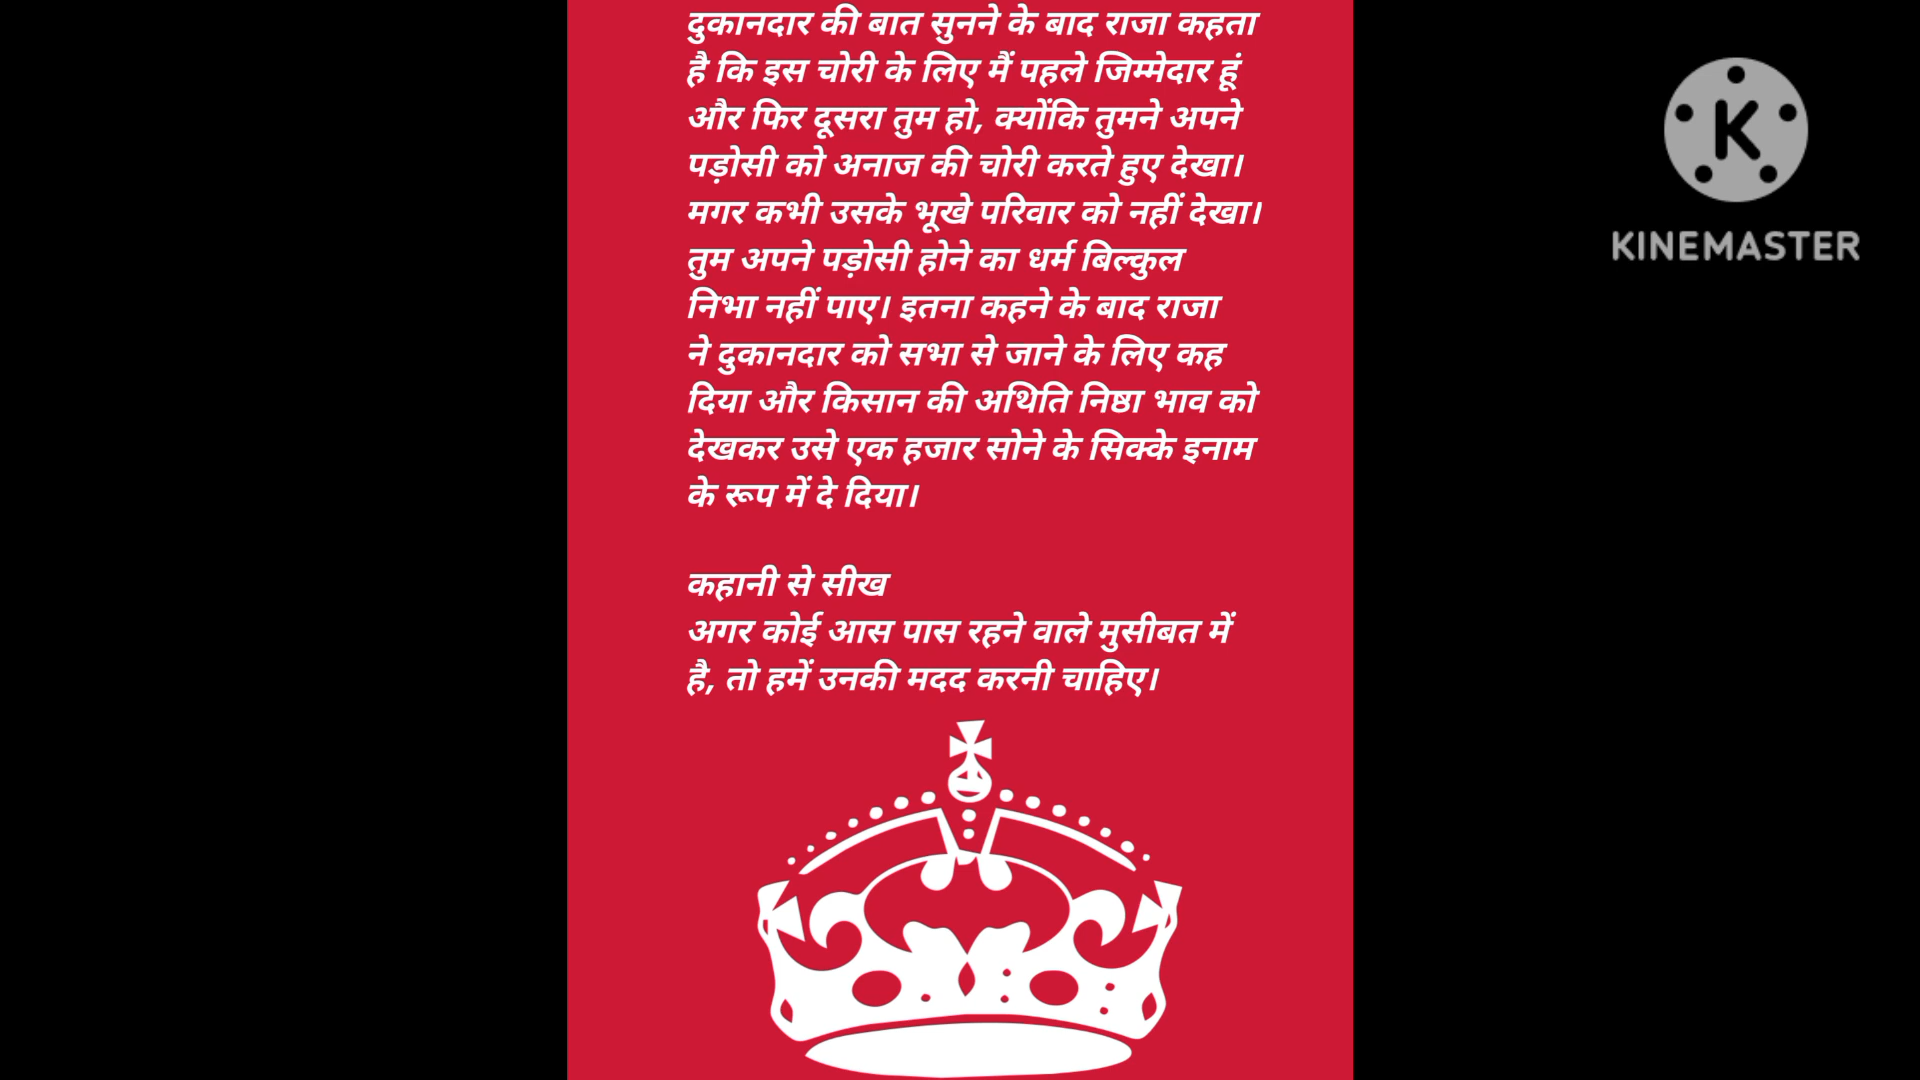 दुकानदार की बात सुनने के बाद राजा कहता
है कि इस चोरी के लिए मैं पहले जिम्मेदार हूं
और फिर दूसरा तुम हो, क्योंकि तुमने अपने
पड़ोसी को अनाज की चोरी करते हुए देखा।
मगर कभी उसके भूखे परिवार को नहीं देखा।
तुम अपने पड़ोसी होने का धर्म बिल्कुल
निभा नहीं पाए। इतना कहने के बाद राजा
ने दुकानदार को सभा से जाने के लिए कह
दिया और किसान की अथिति निष्ठा भाव को
देखकर उसे एक हजार सोने के सिक्के इनाम
के रूप में दे दिया।
कहानी से सीख
अगर कोई आस पास रहने वाले मुसीबत में
है, तो हमें उनकी मदद करनी चाहिए।
K
KINEMASTER